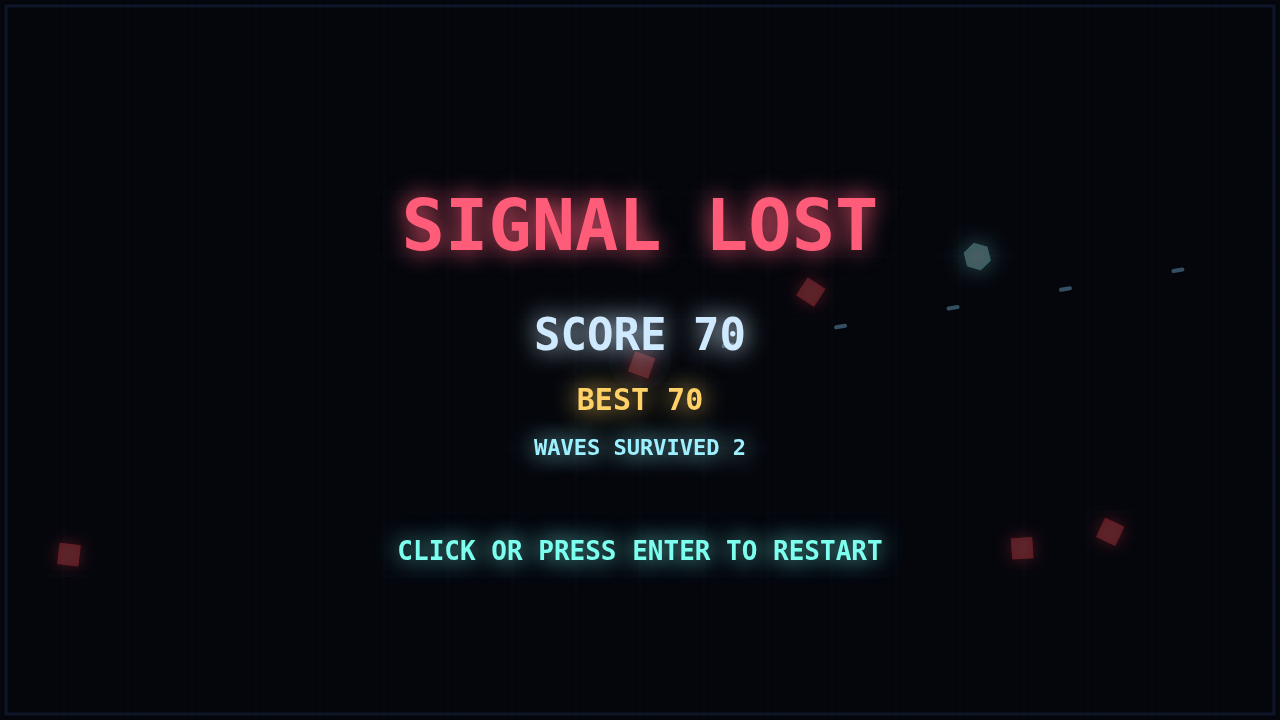 SIGNAL LOST
SCORE 70
BEST 70
WAVES SURVIVED 2
CLICK OR PRESS ENTER TO RESTART